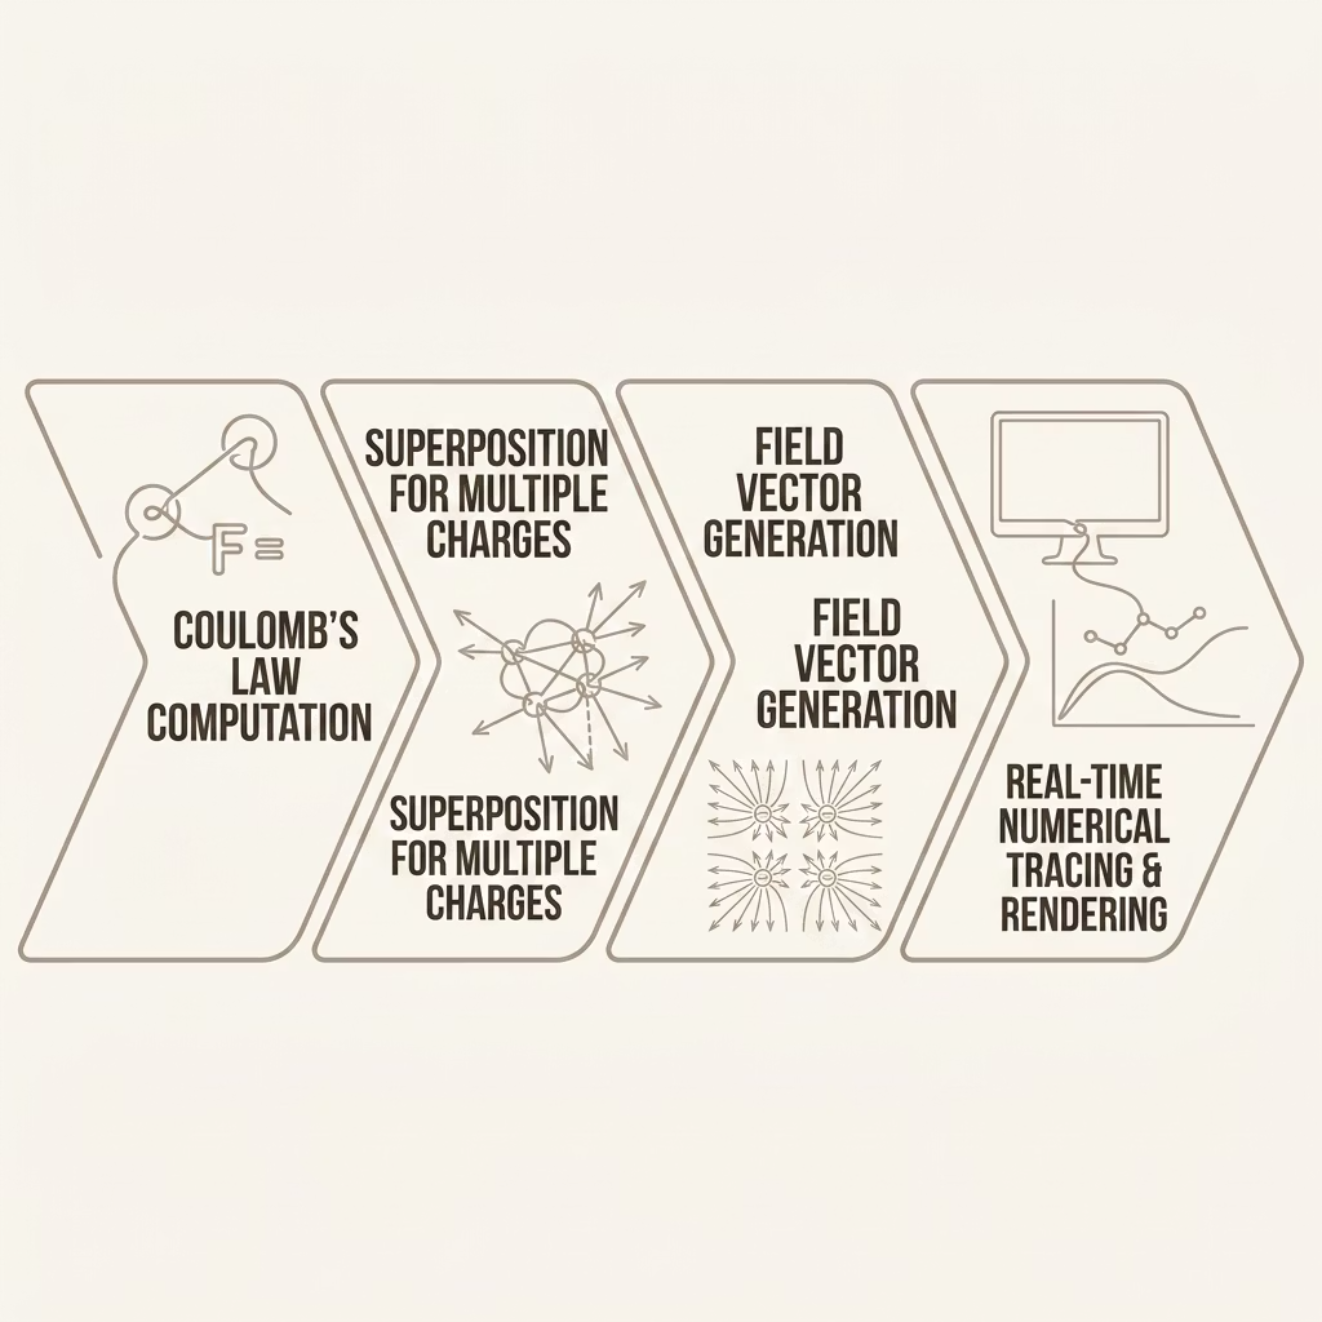 F =
COULOMB'S
LAW
COMPUTATION
SUPERPOSITION
FOR MULTIPLE
CHARGES
SUPERPOSITION
FOR MULTIPLE
CHARGES
FIELD
VECTOR
GENERATION
FIELD
VECTOR
GENERATION
REAL-TIME
NUMERICAL
TRACING &
RENDERING